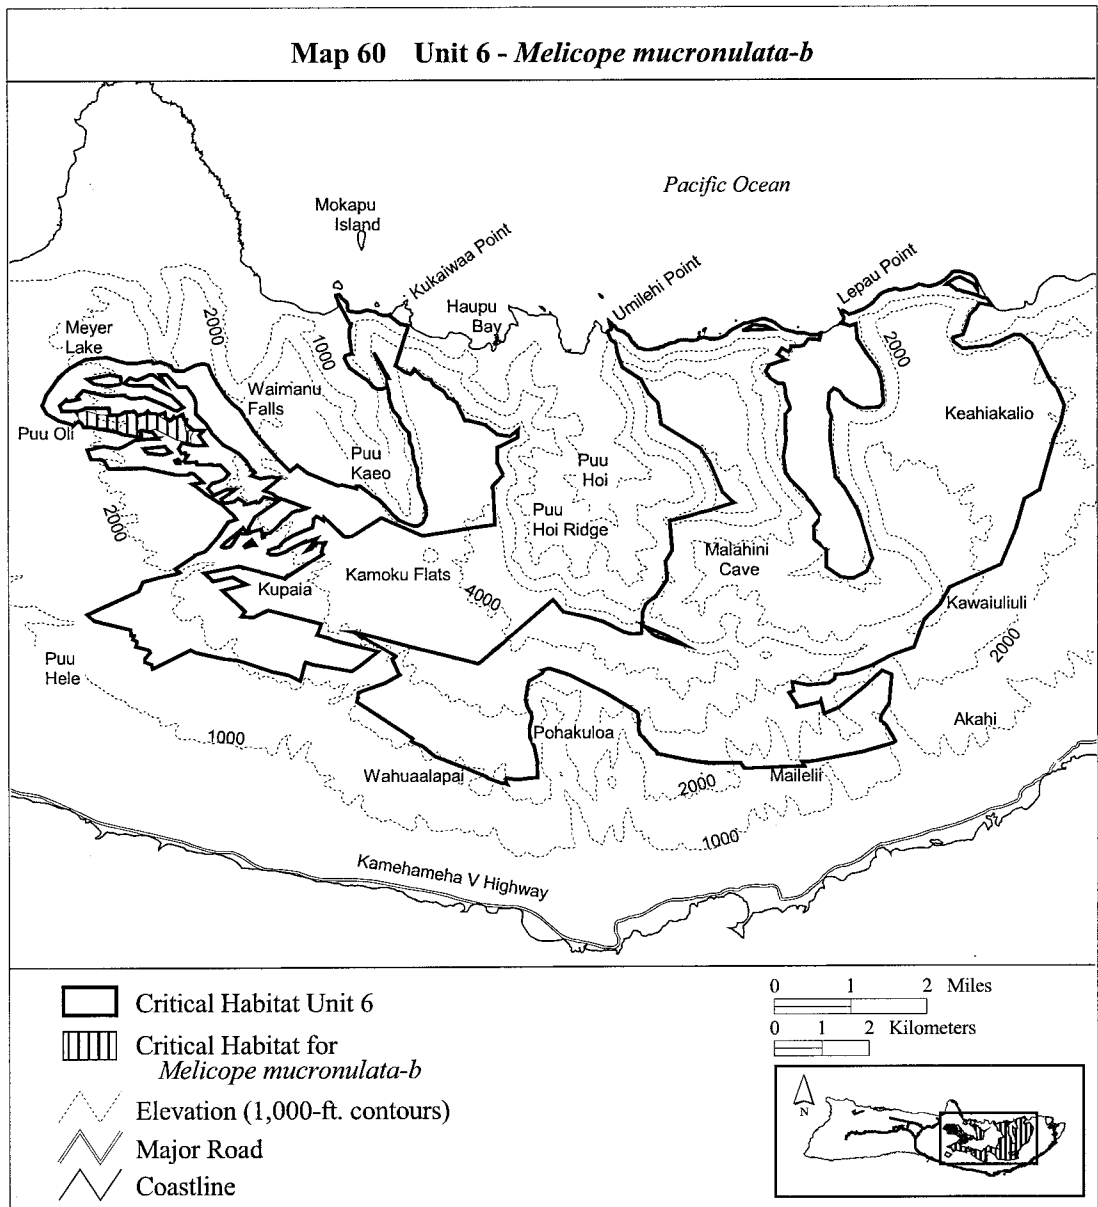 Map 60 Unit 6 - Melicope mucronulata-b
Pacific Ocean
Mokapu
Island
Kukaiwaa Point
Haupu
Bay
Umilehi Point
Lepau Point
Meyer
Lake
2000
1000
2000
Waimanu
Falls
Keahiakalio
Puu Oli
Puu
Kaeo
Puu
Hoi
2000
Puu
Hoi Ridge
Malahini
Cave
Kupaia
Kamoku Flats
4000
Kawaiuliuli
2000
Puu
Hele
Akahi
1000
Pohakuloa
Wahuaalapai
2000
Mailelii
1000
Kamehameha V Highway
Critical Habitat Unit 6
Critical Habitat for
Melicope mucronulata-b
Elevation (1,000-ft. contours)
Major Road
Coastline
0 1 2 Miles
0 1 2 Kilometers
N